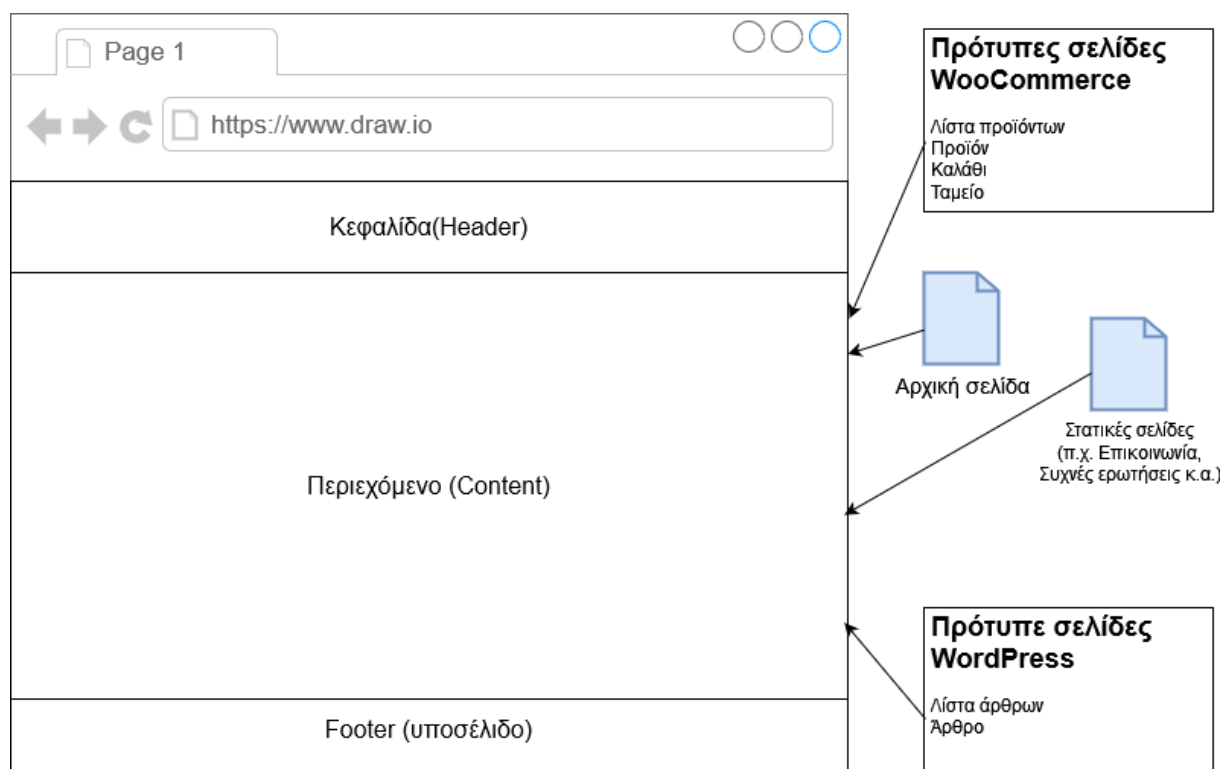 Page 1
https://www.draw.io
Κεφαλίδα(Header)
Περιεχόμενο (Content)
Footer (υποσέλιδο)
Πρότυπες σελίδες
WooCommerce
Λίστα προϊόντων
Προϊόν
Καλάθι
Ταμείο
Αρχική σελίδα
Στατικές σελίδες
(π.χ. Επικοινωνία,
Συχνές ερωτήσεις κ.α.)
Πρότυπε σελίδες
WordPress
Λίστα άρθρων
Άρθρο